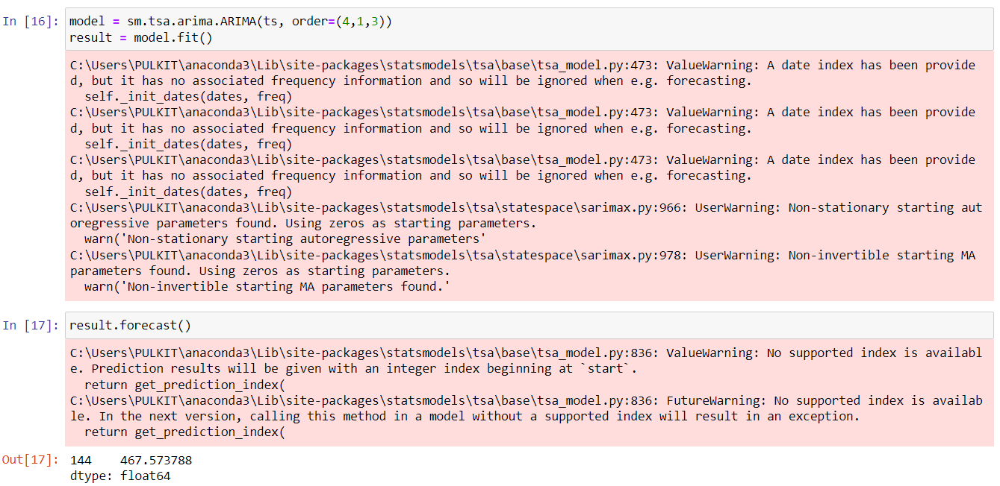 In [16]: model = sm.tsa.arima.ARIMA(ts, order=(4,1,3))
result = model.fit()
C:\Users\PULKIT\anaconda3\Lib\site-packages\statsmodels\tsa\base\tsa_model.py:473: ValueWarning: A date index has been provide
d, but it has no associated frequency information and so will be ignored when e.g. forecasting.
  self._init_dates(dates, freq)
C:\Users\PULKIT\anaconda3\Lib\site-packages\statsmodels\tsa\base\tsa_model.py:473: ValueWarning: A date index has been provide
d, but it has no associated frequency information and so will be ignored when e.g. forecasting.
  self._init_dates(dates, freq)
C:\Users\PULKIT\anaconda3\Lib\site-packages\statsmodels\tsa\base\tsa_model.py:473: ValueWarning: A date index has been provide
d, but it has no associated frequency information and so will be ignored when e.g. forecasting.
  self._init_dates(dates, freq)
C:\Users\PULKIT\anaconda3\Lib\site-packages\statsmodels\tsa\statespace\sarimax.py:966: UserWarning: Non-stationary starting aut
oregressive parameters found. Using zeros as starting parameters.
  warn('Non-stationary starting autoregressive parameters'
C:\Users\PULKIT\anaconda3\Lib\site-packages\statsmodels\tsa\statespace\sarimax.py:978: UserWarning: Non-invertible starting MA
parameters found. Using zeros as starting parameters.
  warn('Non-invertible starting MA parameters found.'
In [17]: result.forecast()
C:\Users\PULKIT\anaconda3\Lib\site-packages\statsmodels\tsa\base\tsa_model.py:836: ValueWarning: No supported index is availabl
e. Prediction results will be given with an integer index beginning at `start`.
  return get_prediction_index(
C:\Users\PULKIT\anaconda3\Lib\site-packages\statsmodels\tsa\base\tsa_model.py:836: FutureWarning: No supported index is availab
le. In the next version, calling this method in a model without a supported index will result in an exception.
  return get_prediction_index(
Out[17]: 144    467.573788
dtype: float64